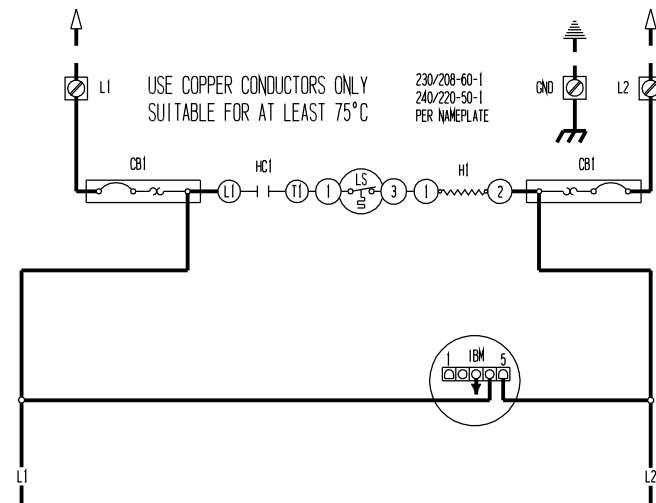 L1
USE COPPER CONDUCTORS ONLY
SUITABLE FOR AT LEAST 75°C
230/208-60-1
240/220-50-1
PER NAMEPLATE
GND
L2
CB1
HC1
LS
H1
CB1
L1
T1
1
3
1
2
1 IBM 5
L1
L2